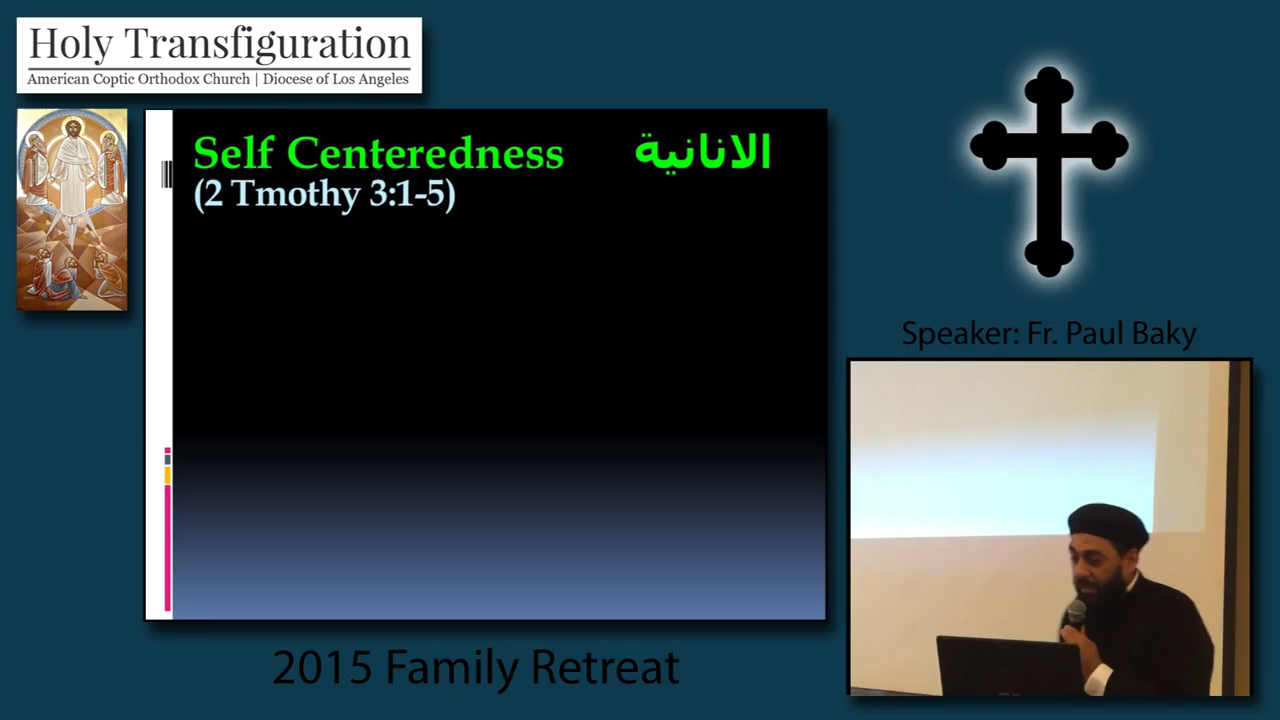 Holy Transfiguration
American Coptic Orthodox Church | Diocese of Los Angeles
Self Centeredness الانانية
(2 Tmothy 3:1-5)
Speaker: Fr. Paul Baky
2015 Family Retreat